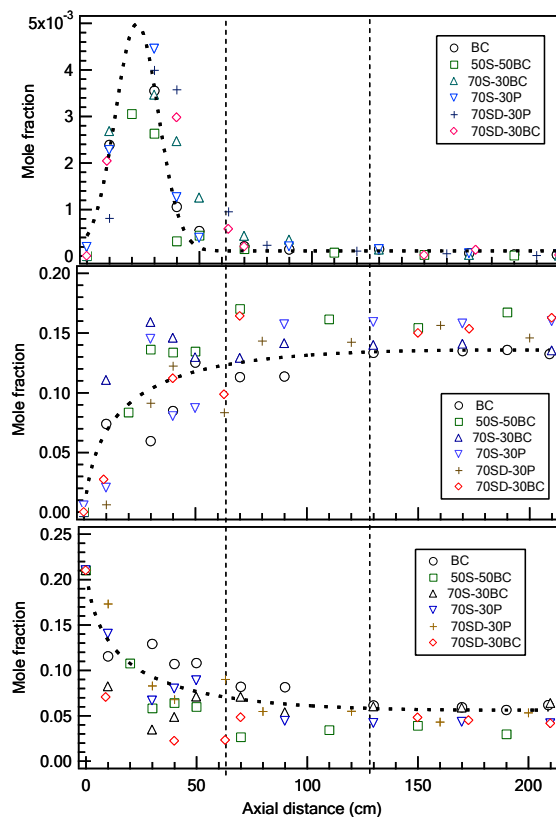 5x10⁻³
4
3
2
1
0
Mole fraction
BC
50S-50BC
70S-30BC
70S-30P
70SD-30P
70SD-30BC
0.20
0.15
0.10
0.05
0.00
Mole fraction
BC
50S-50BC
70S-30BC
70S-30P
70SD-30P
70SD-30BC
0.25
0.20
0.15
0.10
0.05
0.00
Mole fraction
BC
50S-50BC
70S-30BC
70S-30P
70SD-30P
70SD-30BC
0 50 100 150 200
Axial distance (cm)